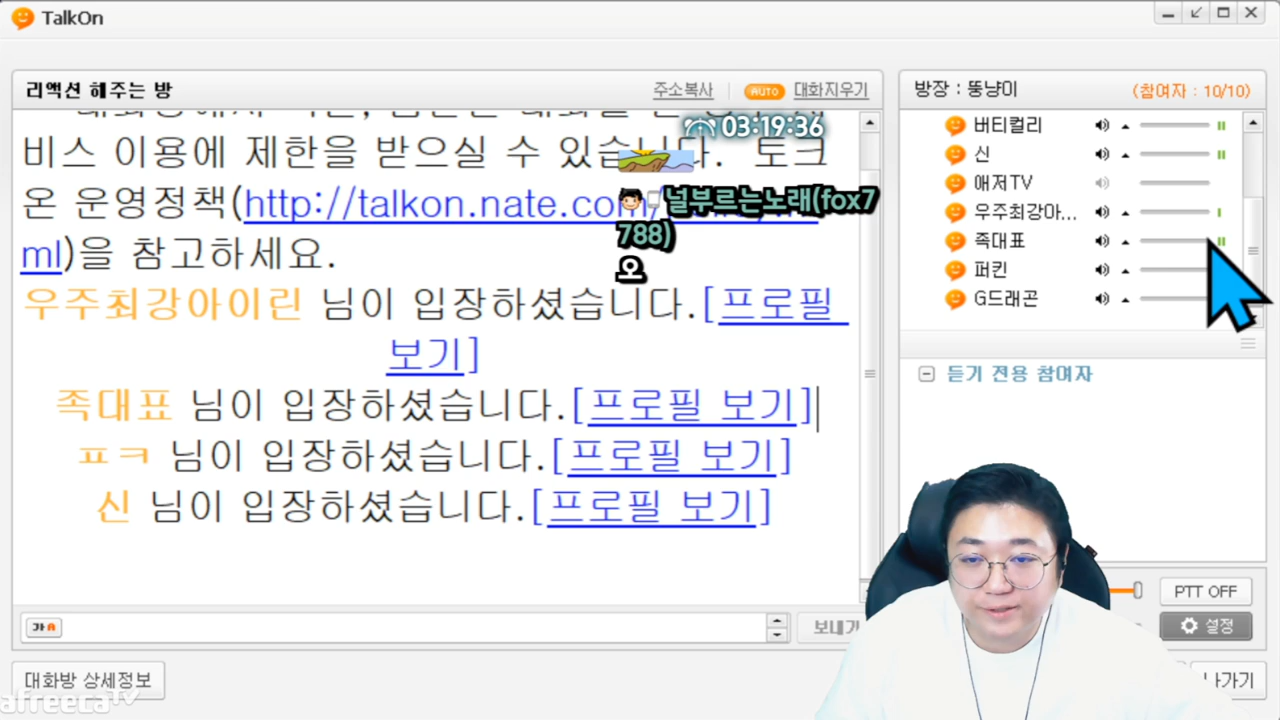 TalkOn
리액션 해주는 방
주소복사
AUTO
대화지우기
방장 : 뚱냥이
(참여자 : 10/10)
03:19:36
비스 이용에 제한을 받으실 수 있습니다. 토크
온 운영정책(http://talkon.nate.com/
ml)을 참고하세요.
널부르는노래(fox7
788)
요
우주최강아이린 님이 입장하셨습니다.[프로필
보기]
족대표 님이 입장하셨습니다.[프로필 보기]
ㅍㅋ 님이 입장하셨습니다.[프로필 보기]
신 님이 입장하셨습니다.[프로필 보기]
버티컬리
신
애저TV
우주최강아...
족대표
퍼킨
G드래곤
듣기 전용 참여자
PTT OFF
설정
가A
보내기
대화방 상세정보
나가기
afreecaTV